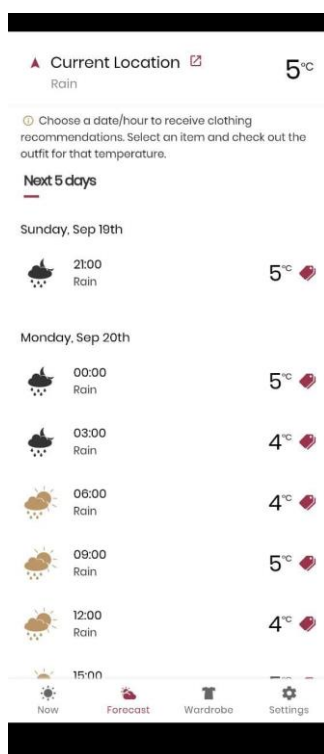 Current Location
5°C
Rain
Choose a date/hour to receive clothing
recommendations. Select an item and check out the
outfit for that temperature.
Next 5 days
Sunday, Sep 19th
21:00
Rain
5°C
Monday, Sep 20th
00:00
Rain
5°C
03:00
Rain
4°C
06:00
Rain
4°C
09:00
Rain
5°C
12:00
Rain
4°C
15:00
Now Forecast Wardrobe Settings